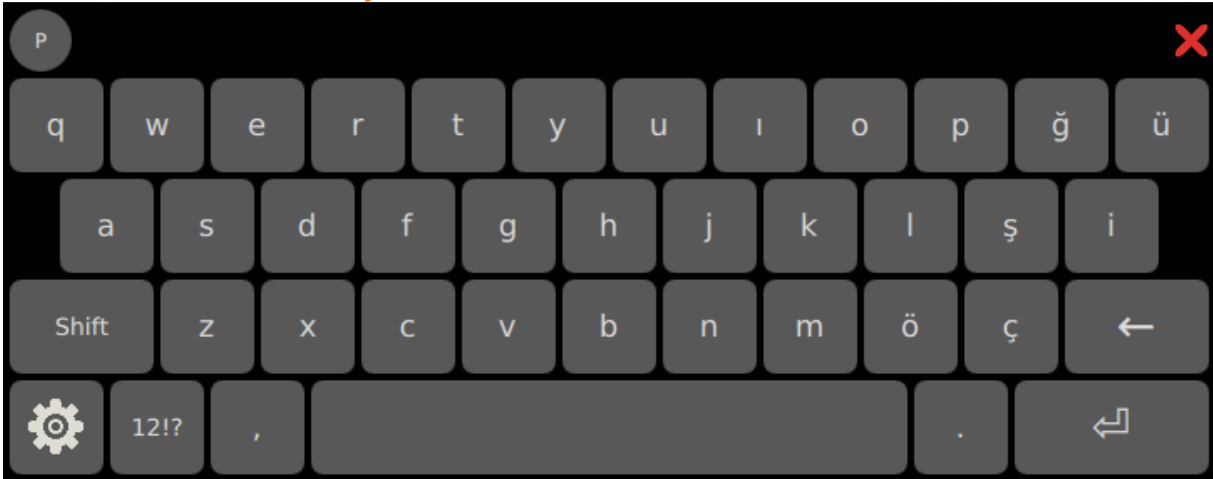 P
q w e r t y u ı o p ğ ü
a s d f g h j k l ş i
Shift z x c v b n m ö ç ←
12!? , .